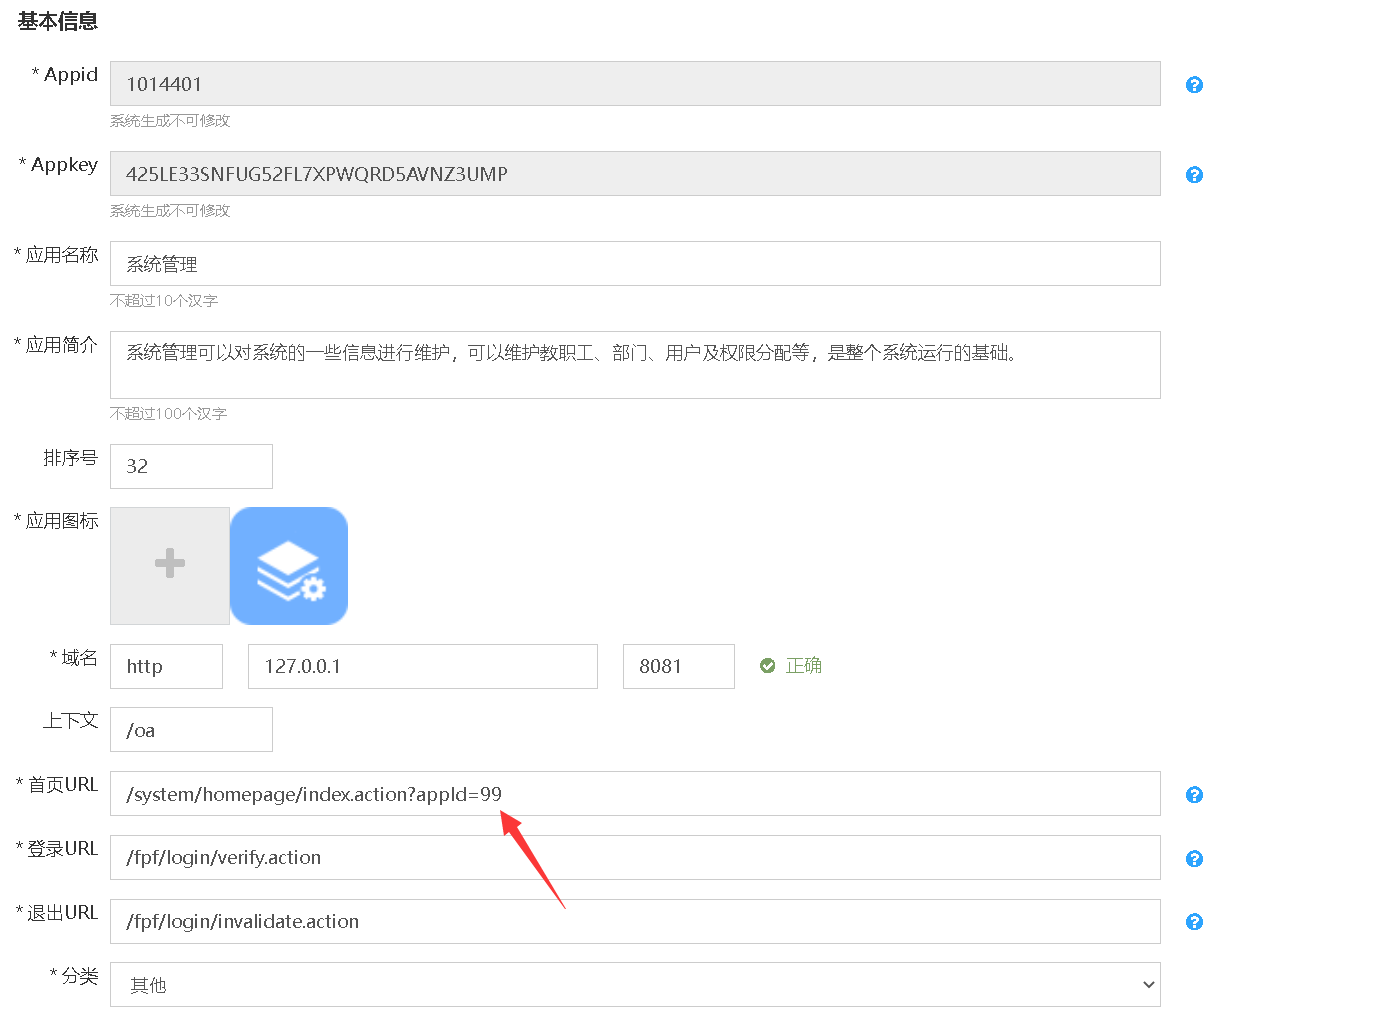 基本信息
* Appid 1014401
系统生成不可修改
* Appkey 425LE33SNFUG52FL7XPWQRD5AVNZ3UMP
系统生成不可修改
* 应用名称 系统管理
不超过10个汉字
* 应用简介 系统管理可以对系统的一些信息进行维护，可以维护教职工、部门、用户及权限分配等，是整个系统运行的基础。
不超过100个汉字
排序号 32
* 应用图标
* 域名 http 127.0.0.1 8081 正确
上下文 /oa
* 首页URL /system/homepage/index.action?appId=99
* 登录URL /fpf/login/verify.action
* 退出URL /fpf/login/invalidate.action
* 分类 其他